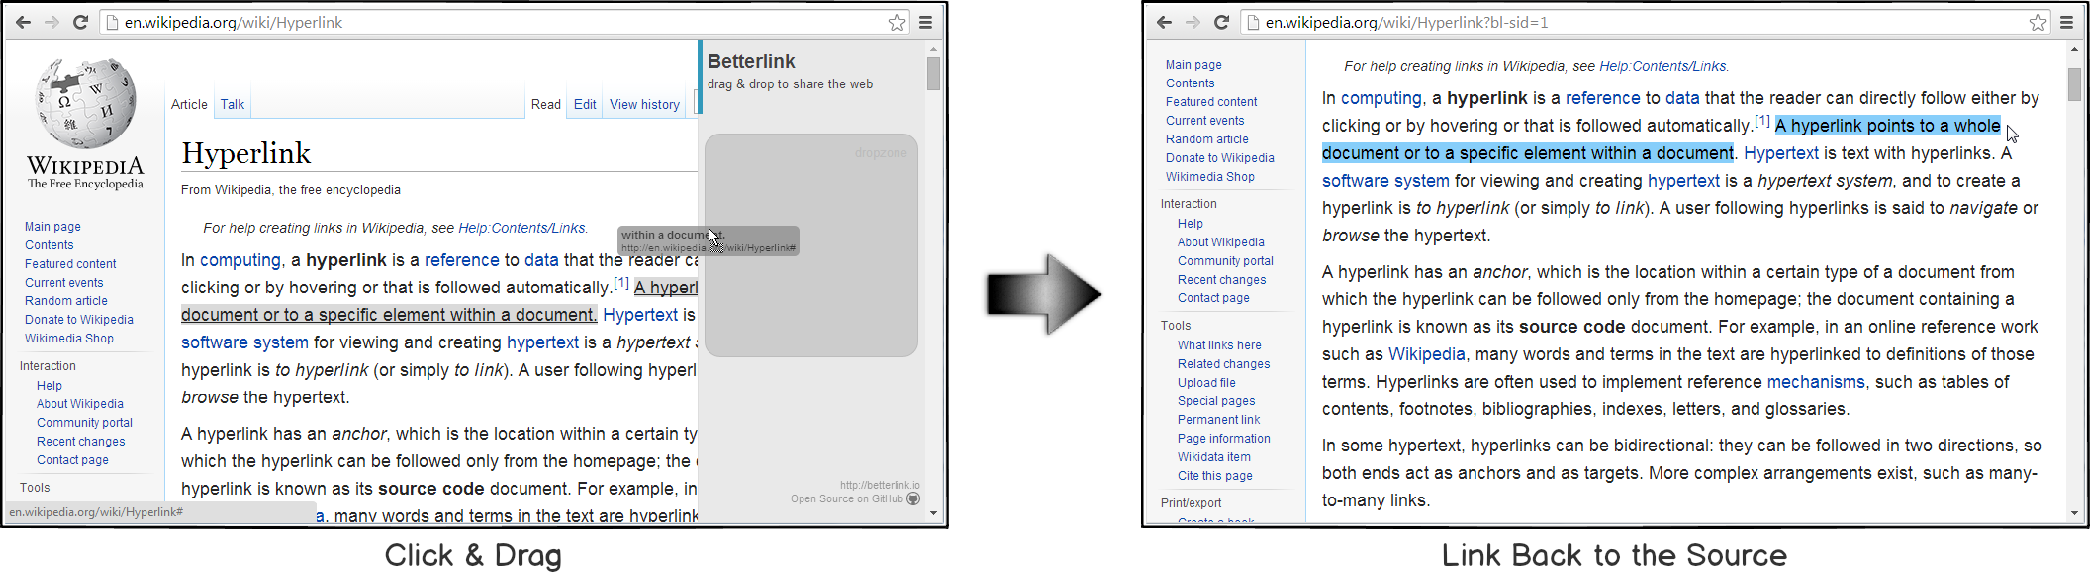 en.wikipedia.org/wiki/Hyperlink
WIKIPEDIA
The Free Encyclopedia
Main page
Contents
Featured content
Current events
Random article
Donate to Wikipedia
Wikimedia Shop
Interaction
Help
About Wikipedia
Community portal
Recent changes
Contact page
Tools
en.wikipedia.org/wiki/Hyperlink#
Article Talk Read Edit View history
Hyperlink
From Wikipedia, the free encyclopedia
For help creating links in Wikipedia, see Help:Contents/Links.
In computing, a hyperlink is a reference to data that the reader ca
clicking or by hovering or that is followed automatically.[1] A hyperl
document or to a specific element within a document. Hypertext is
software system for viewing and creating hypertext is a hypertext s
hyperlink is to hyperlink (or simply to link). A user following hyperl
browse the hypertext.
A hyperlink has an anchor, which is the location within a certain ty
which the hyperlink can be followed only from the homepage; the d
hyperlink is known as its source code document. For example, in
a, many words and terms in the text are hyperlink
within a document.
http://en.wikipedia.org/wiki/Hyperlink#
Betterlink
drag & drop to share the web
dropzone
http://betterlink.io
Open Source on GitHub
Click & Drag
en.wikipedia.org/wiki/Hyperlink?bl-sid=1
Main page
Contents
Featured content
Current events
Random article
Donate to Wikipedia
Wikimedia Shop
Interaction
Help
About Wikipedia
Community portal
Recent changes
Contact page
Tools
What links here
Related changes
Upload file
Special pages
Permanent link
Page information
Wikidata item
Cite this page
Print/export
Create a book
For help creating links in Wikipedia, see Help:Contents/Links.
In computing, a hyperlink is a reference to data that the reader can directly follow either by
clicking or by hovering or that is followed automatically.[1] A hyperlink points to a whole
document or to a specific element within a document. Hypertext is text with hyperlinks. A
software system for viewing and creating hypertext is a hypertext system, and to create a
hyperlink is to hyperlink (or simply to link). A user following hyperlinks is said to navigate or
browse the hypertext.
A hyperlink has an anchor, which is the location within a certain type of a document from
which the hyperlink can be followed only from the homepage; the document containing a
hyperlink is known as its source code document. For example, in an online reference work
such as Wikipedia, many words and terms in the text are hyperlinked to definitions of those
terms. Hyperlinks are often used to implement reference mechanisms, such as tables of
contents, footnotes, bibliographies, indexes, letters, and glossaries.
In some hypertext, hyperlinks can be bidirectional: they can be followed in two directions, so
both ends act as anchors and as targets. More complex arrangements exist, such as many-
to-many links.
Link Back to the Source